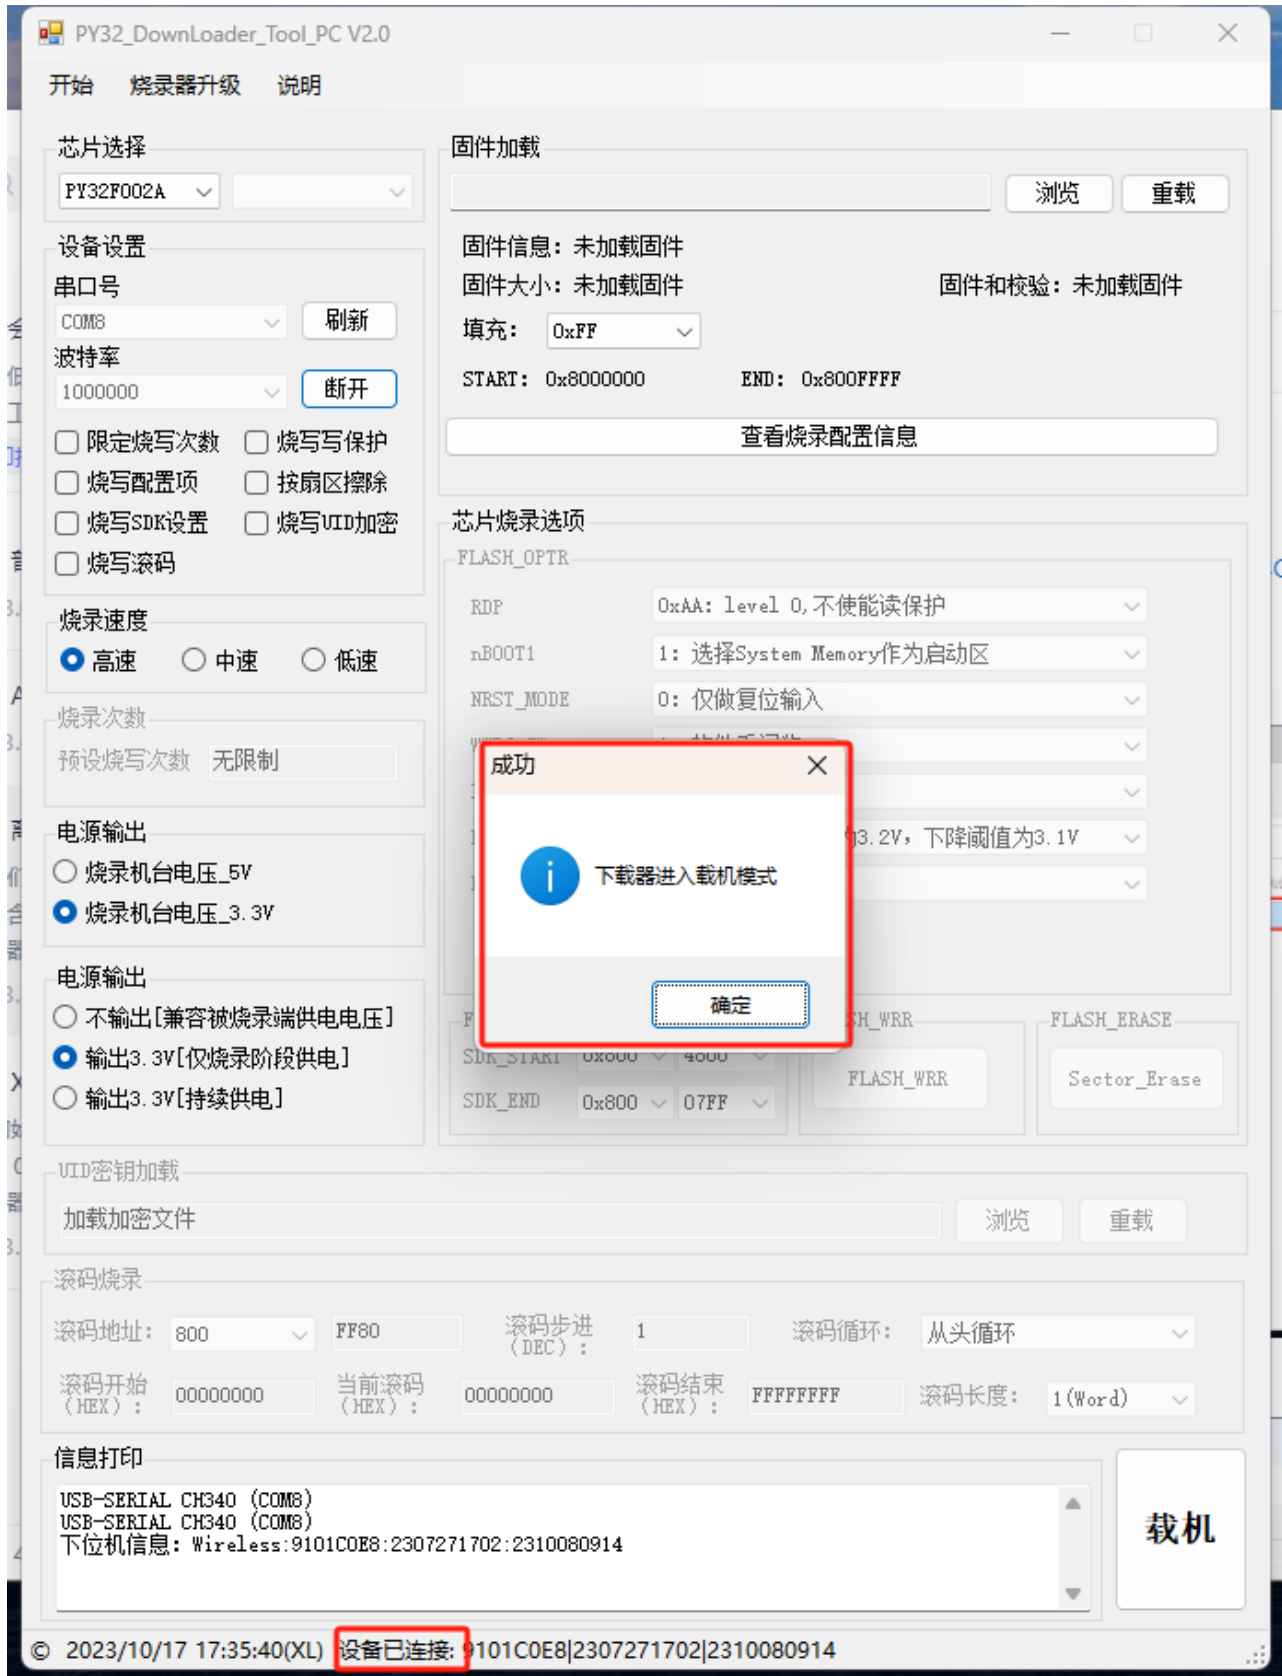 PY32_DownLoader_Tool_PC V2.0
开始 烧录器升级 说明
芯片选择
PY32F002A
固件加载
浏览 重载
固件信息：未加载固件
固件大小：未加载固件 固件和校验：未加载固件
填充： 0xFF
START: 0x8000000 END: 0x800FFFF
查看烧录配置信息
设备设置
串口号
COM8 刷新
波特率
1000000 断开
限定烧写次数 烧写写保护
烧写配置项 按扇区擦除
烧写SDK设置 烧写UID加密
烧写滚码
烧录速度
高速 中速 低速
烧录次数
预设烧写次数 无限制
电源输出
烧录机台电压_5V
烧录机台电压_3.3V
电源输出
不输出[兼容被烧录端供电电压]
输出3.3V[仅烧录阶段供电]
输出3.3V[持续供电]
芯片烧录选项
FLASH_OPTR
RDP 0xAA: level 0,不使能读保护
nBOOT1 1: 选择System Memory作为启动区
NRST_MODE 0: 仅做复位输入
3.2V，下降阈值为3.1V
成功
下载器进入载机模式
确定
SDK_START 0x800 4800
SDK_END 0x800 07FF
FLASH_WRR
FLASH_ERASE
Sector_Erase
UID密钥加载
加载加密文件 浏览 重载
滚码烧录
滚码地址： 800 FF80 滚码步进(DEC)： 1 滚码循环： 从头循环
滚码开始(HEX)： 00000000 当前滚码(HEX)： 00000000 滚码结束(HEX)： FFFFFFFF 滚码长度： 1(Word)
信息打印
USB-SERIAL CH340 (COM8)
USB-SERIAL CH340 (COM8)
下位机信息：Wireless:9101C0E8:2307271702:2310080914
载机
© 2023/10/17 17:35:40(XL) 设备已连接: 9101C0E8|2307271702|2310080914